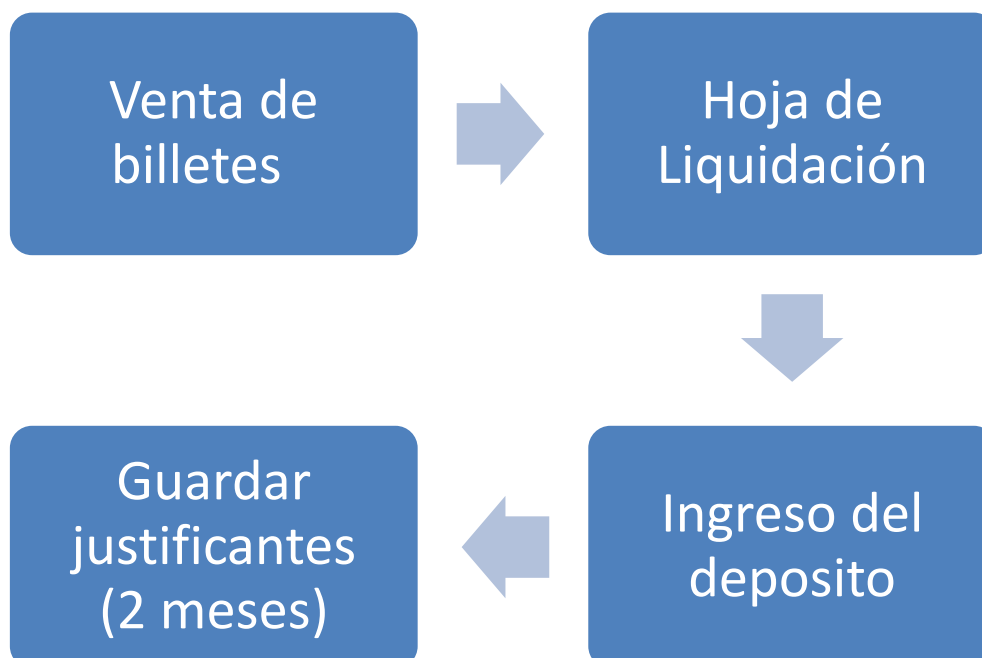 Venta de
billetes
Hoja de
Liquidación
Ingreso del
deposito
Guardar
justificantes
(2 meses)